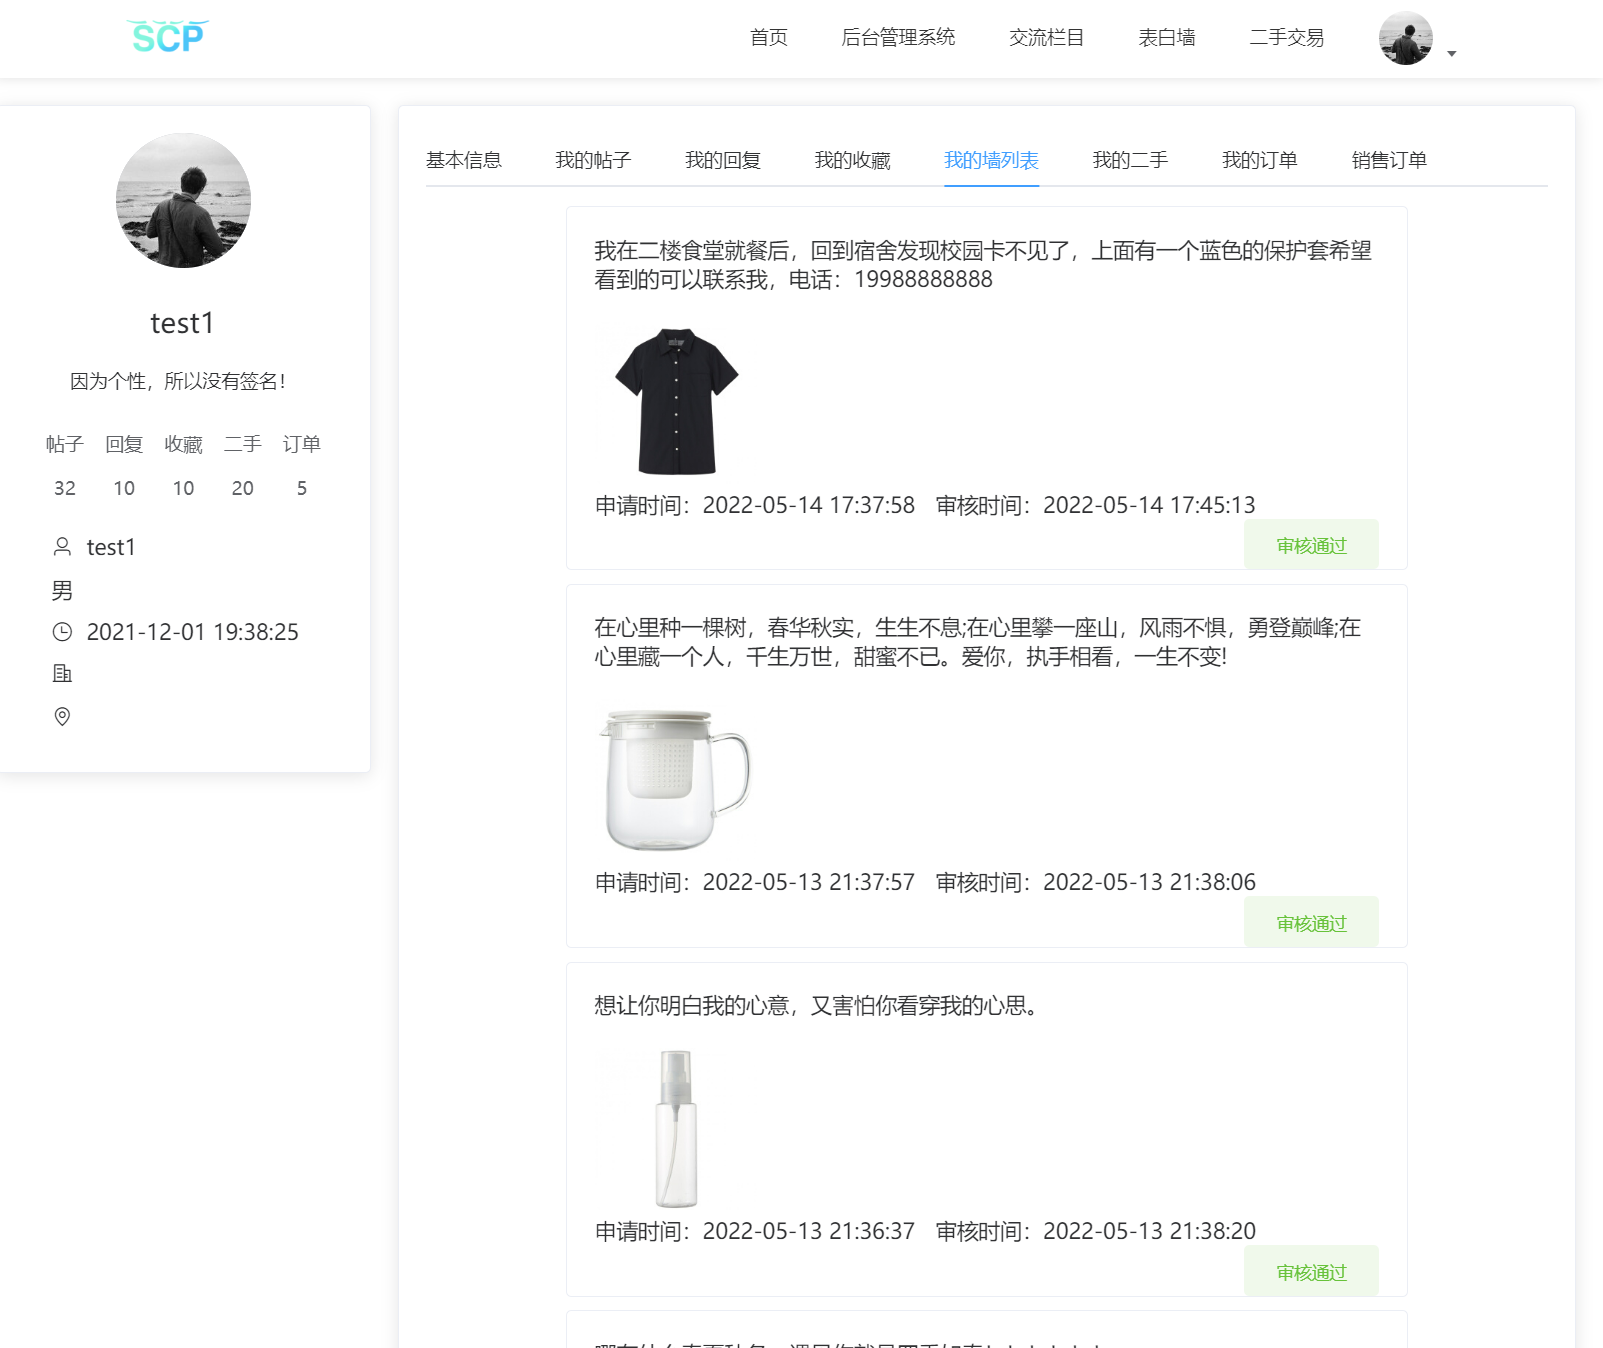 SCP
首页 后台管理系统 交流栏目 表白墙 二手交易
test1
因为个性，所以没有签名！
帖子 回复 收藏 二手 订单
32 10 10 20 5
test1
男
2021-12-01 19:38:25
基本信息 我的帖子 我的回复 我的收藏 我的墙列表 我的二手 我的订单 销售订单
我在二楼食堂就餐后，回到宿舍发现校园卡不见了，上面有一个蓝色的保护套希望
看到的可以联系我，电话：19988888888
申请时间：2022-05-14 17:37:58 审核时间：2022-05-14 17:45:13
审核通过
在心里种一棵树，春华秋实，生生不息;在心里攀一座山，风雨不惧，勇登巅峰;在
心里藏一个人，千生万世，甜蜜不已。爱你，执手相看，一生不变!
申请时间：2022-05-13 21:37:57 审核时间：2022-05-13 21:38:06
审核通过
想让你明白我的心意，又害怕你看穿我的心思。
申请时间：2022-05-13 21:36:37 审核时间：2022-05-13 21:38:20
审核通过